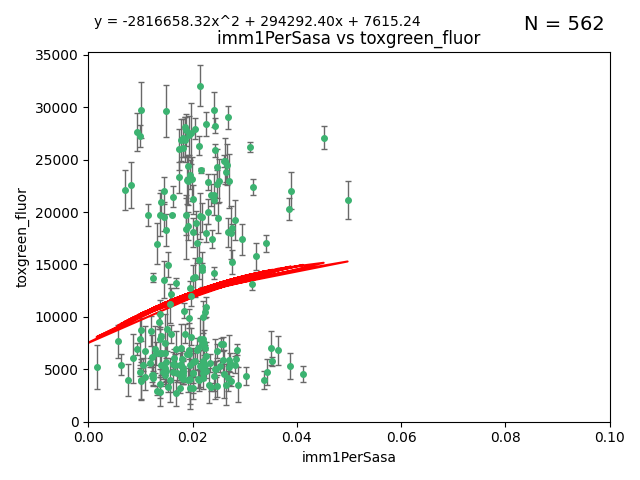 y = -2816658.32x^2 + 294292.40x + 7615.24
N = 562
imm1PerSasa vs toxgreen_fluor
35000
30000
25000
20000
15000
10000
5000
0
toxgreen_fluor
0.00 0.02 0.04 0.06 0.08 0.10
imm1PerSasa